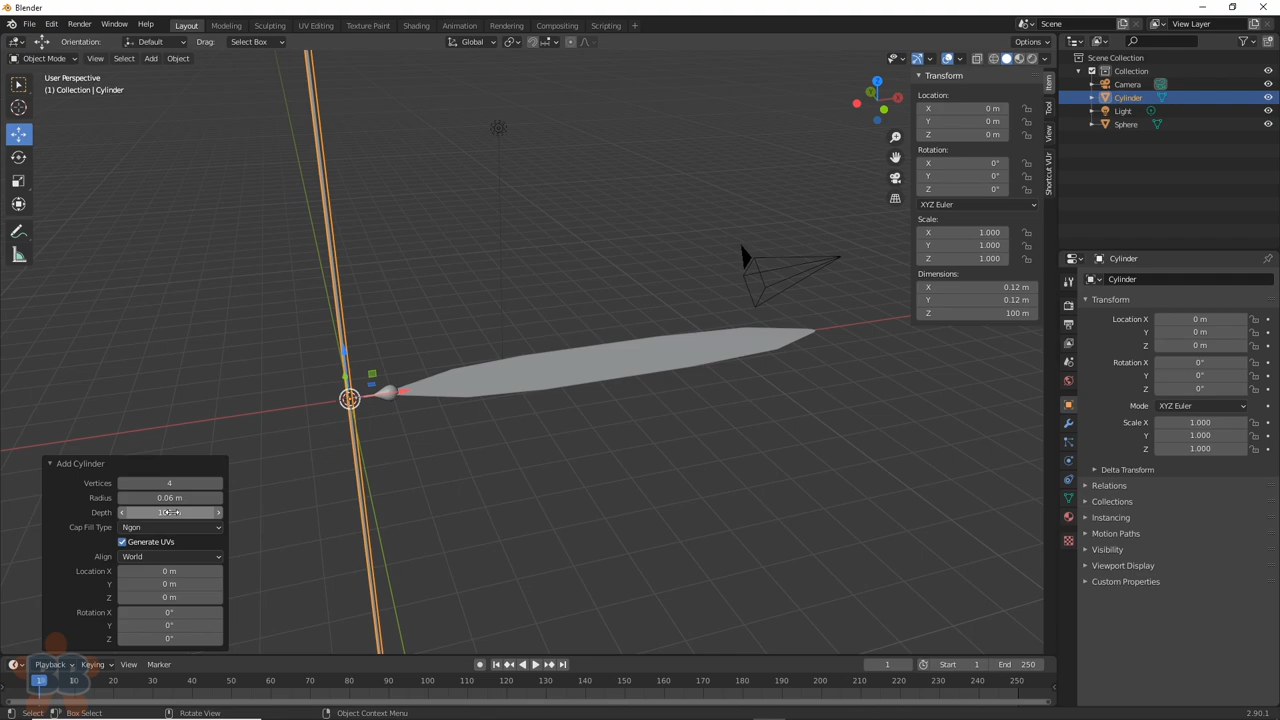 Blender
File Edit Render Window Help Layout Modeling Sculpting UV Editing Texture Paint Shading Animation Rendering Compositing Scripting + Scene View Layer
Orientation: Default Drag: Select Box Global Options
Object Mode View Select Add Object
User Perspective
(1) Collection | Cylinder
Z
X
Y
Transform
Location:
X 0 m
Y 0 m
Z 0 m
Rotation:
X 0°
Y 0°
Z 0°
XYZ Euler
Scale:
X 1.000
Y 1.000
Z 1.000
Dimensions:
X 0.12 m
Y 0.12 m
Z 100 m
Item
Tool
View
Shortcut VUr
Scene Collection
Collection
Camera
Cylinder
Light
Sphere
Cylinder
Cylinder
Transform
Location X 0 m
Y 0 m
Z 0 m
Rotation X 0°
Y 0°
Z 0°
Mode XYZ Euler
Scale X 1.000
Y 1.000
Z 1.000
Delta Transform
Relations
Collections
Instancing
Motion Paths
Visibility
Viewport Display
Custom Properties
Add Cylinder
Vertices 4
Radius 0.06 m
Depth
Cap Fill Type Ngon
Generate UVs
Align World
Location X 0 m
Y 0 m
Z 0 m
Rotation X 0°
Y 0°
Z 0°
Playback Keying View Marker 1 Start 1 End 250
10 20 30 40 50 60 70 80 90 100 110 120 130 140 150 160 170 180 190 200 210 220 230 240 250
Select Box Select Rotate View Object Context Menu 2.90.1